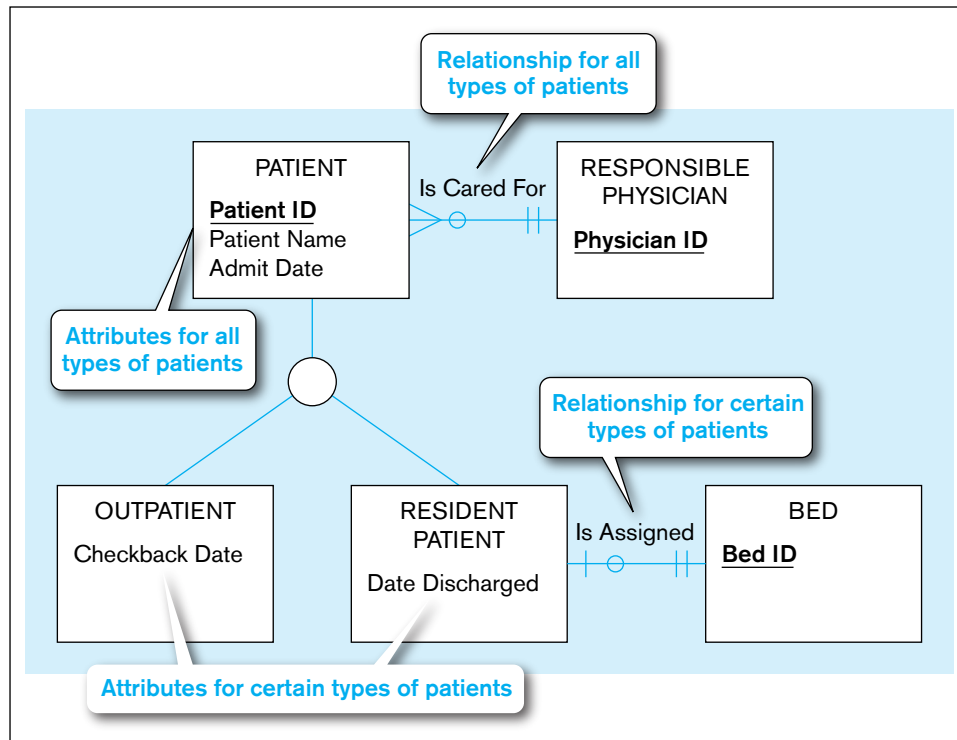 Relationship for all
types of patients
PATIENT
Patient ID
Patient Name
Admit Date
Is Cared For
RESPONSIBLE
PHYSICIAN
Physician ID
Attributes for all
types of patients
Relationship for certain
types of patients
OUTPATIENT
Checkback Date
RESIDENT
PATIENT
Date Discharged
Is Assigned
BED
Bed ID
Attributes for certain types of patients